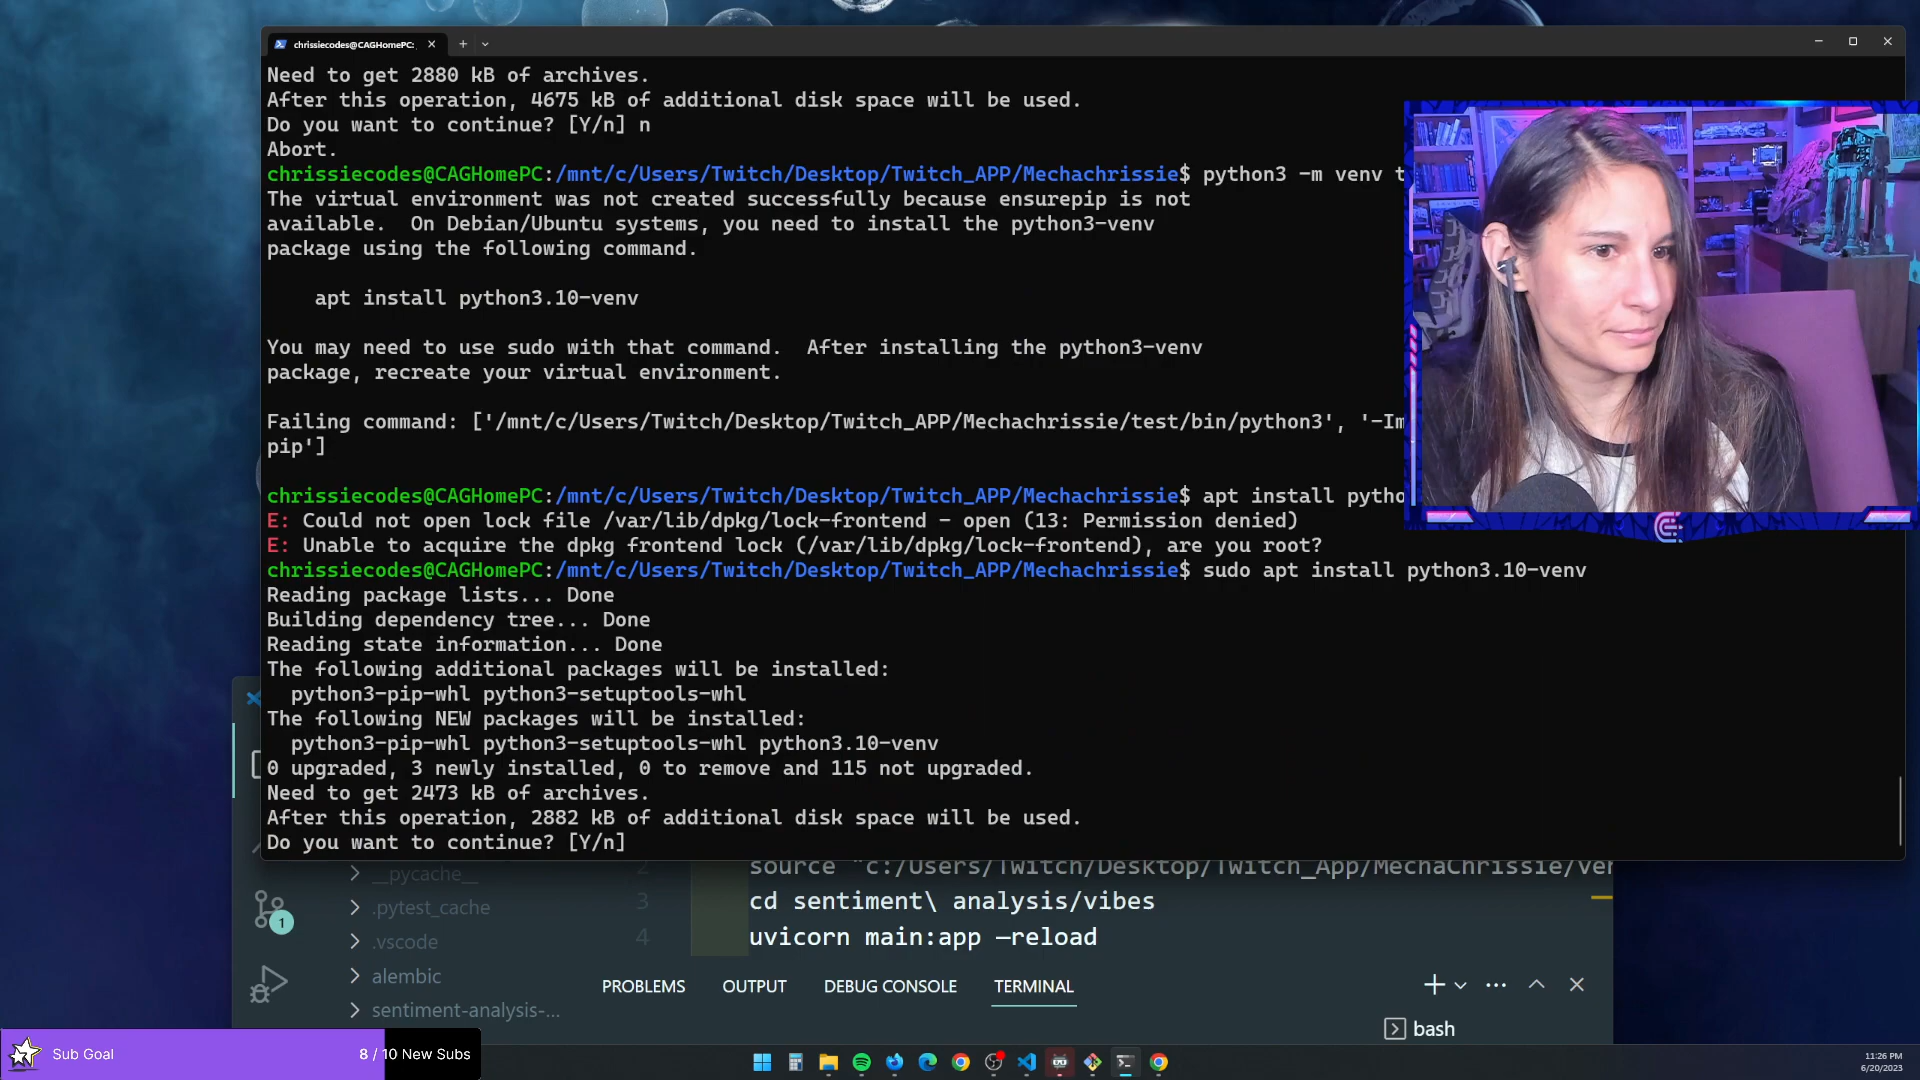 chrissiecodes@CAGHomePC:
Need to get 2880 kB of archives.
After this operation, 4675 kB of additional disk space will be used.
Do you want to continue? [Y/n] n
Abort.
chrissiecodes@CAGHomePC:/mnt/c/Users/Twitch/Desktop/Twitch_APP/Mechachrissie$ python3 -m venv t
The virtual environment was not created successfully because ensurepip is not
available.  On Debian/Ubuntu systems, you need to install the python3-venv
package using the following command.
apt install python3.10-venv
You may need to use sudo with that command.  After installing the python3-venv
package, recreate your virtual environment.
Failing command: ['/mnt/c/Users/Twitch/Desktop/Twitch_APP/Mechachrissie/test/bin/python3', '-Im
pip']
chrissiecodes@CAGHomePC:/mnt/c/Users/Twitch/Desktop/Twitch_APP/Mechachrissie$ apt install pytho
E: Could not open lock file /var/lib/dpkg/lock-frontend - open (13: Permission denied)
E: Unable to acquire the dpkg frontend lock (/var/lib/dpkg/lock-frontend), are you root?
chrissiecodes@CAGHomePC:/mnt/c/Users/Twitch/Desktop/Twitch_APP/Mechachrissie$ sudo apt install python3.10-venv
Reading package lists... Done
Building dependency tree... Done
Reading state information... Done
The following additional packages will be installed:
python3-pip-whl python3-setuptools-whl
The following NEW packages will be installed:
python3-pip-whl python3-setuptools-whl python3.10-venv
0 upgraded, 3 newly installed, 0 to remove and 115 not upgraded.
Need to get 2473 kB of archives.
After this operation, 2882 kB of additional disk space will be used.
Do you want to continue? [Y/n]
__pycache__
2 source "c:/Users/Twitch/Desktop/Twitch_App/MechaChrissie/ver
.pytest_cache
3 cd sentiment\ analysis/vibes
1
.vscode
4 uvicorn main:app —reload
alembic
sentiment-analysis-...
PROBLEMS OUTPUT DEBUG CONSOLE TERMINAL
bash
Sub Goal 8 / 10 New Subs
11:26 PM
6/20/2023